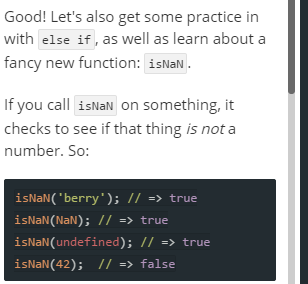 Good! Let's also get some practice in
with else if, as well as learn about a
fancy new function: isNaN.
If you call isNaN on something, it
checks to see if that thing is not a
number. So:
isNaN('berry'); // => true
isNaN(NaN); // => true
isNaN(undefined); // => true
isNaN(42);  // => false